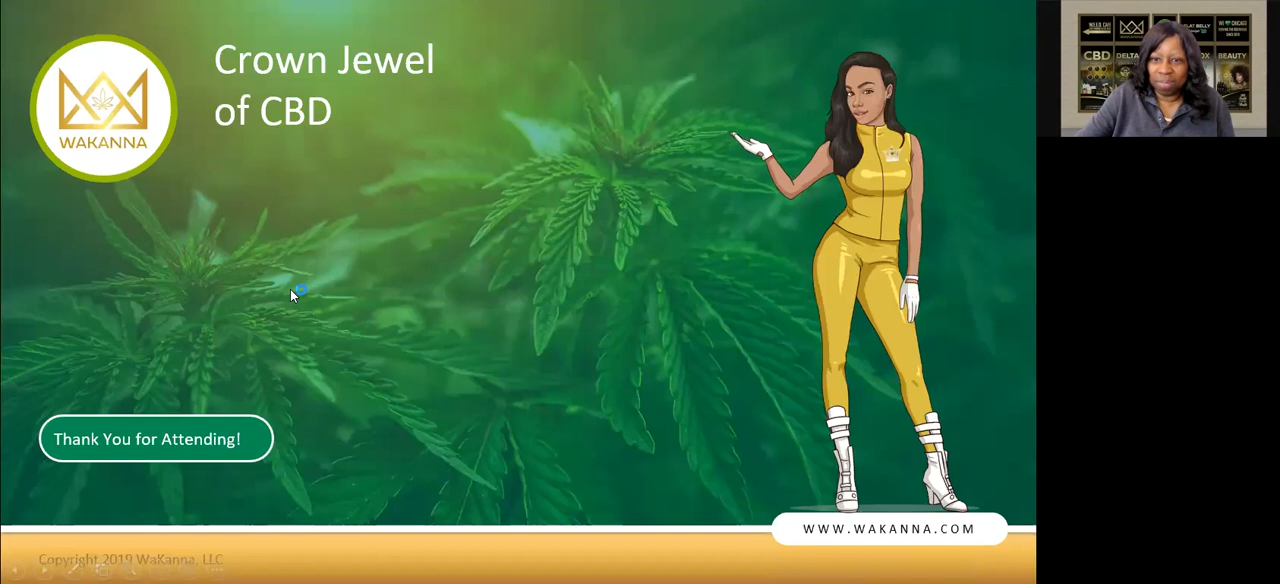 WAKANNA
Crown Jewel
of CBD
Thank You for Attending!
WWW.WAKANNA.COM
Copyright 2019 WaKanna, LLC
CBD
DELTA
BEAUTY